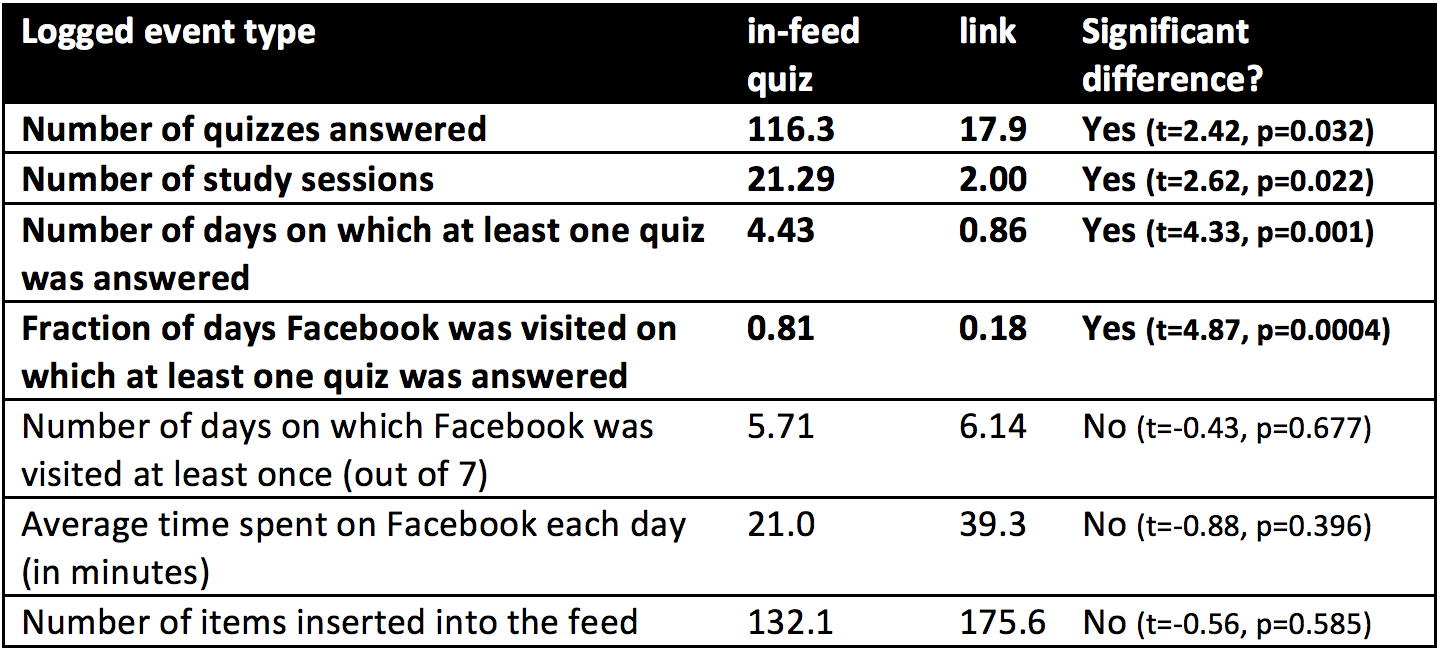 Logged event type in-feed quiz link Significant difference?
Number of quizzes answered 116.3 17.9 Yes (t=2.42, p=0.032)
Number of study sessions 21.29 2.00 Yes (t=2.62, p=0.022)
Number of days on which at least one quiz was answered 4.43 0.86 Yes (t=4.33, p=0.001)
Fraction of days Facebook was visited on which at least one quiz was answered 0.81 0.18 Yes (t=4.87, p=0.0004)
Number of days on which Facebook was visited at least once (out of 7) 5.71 6.14 No (t=-0.43, p=0.677)
Average time spent on Facebook each day (in minutes) 21.0 39.3 No (t=-0.88, p=0.396)
Number of items inserted into the feed 132.1 175.6 No (t=-0.56, p=0.585)